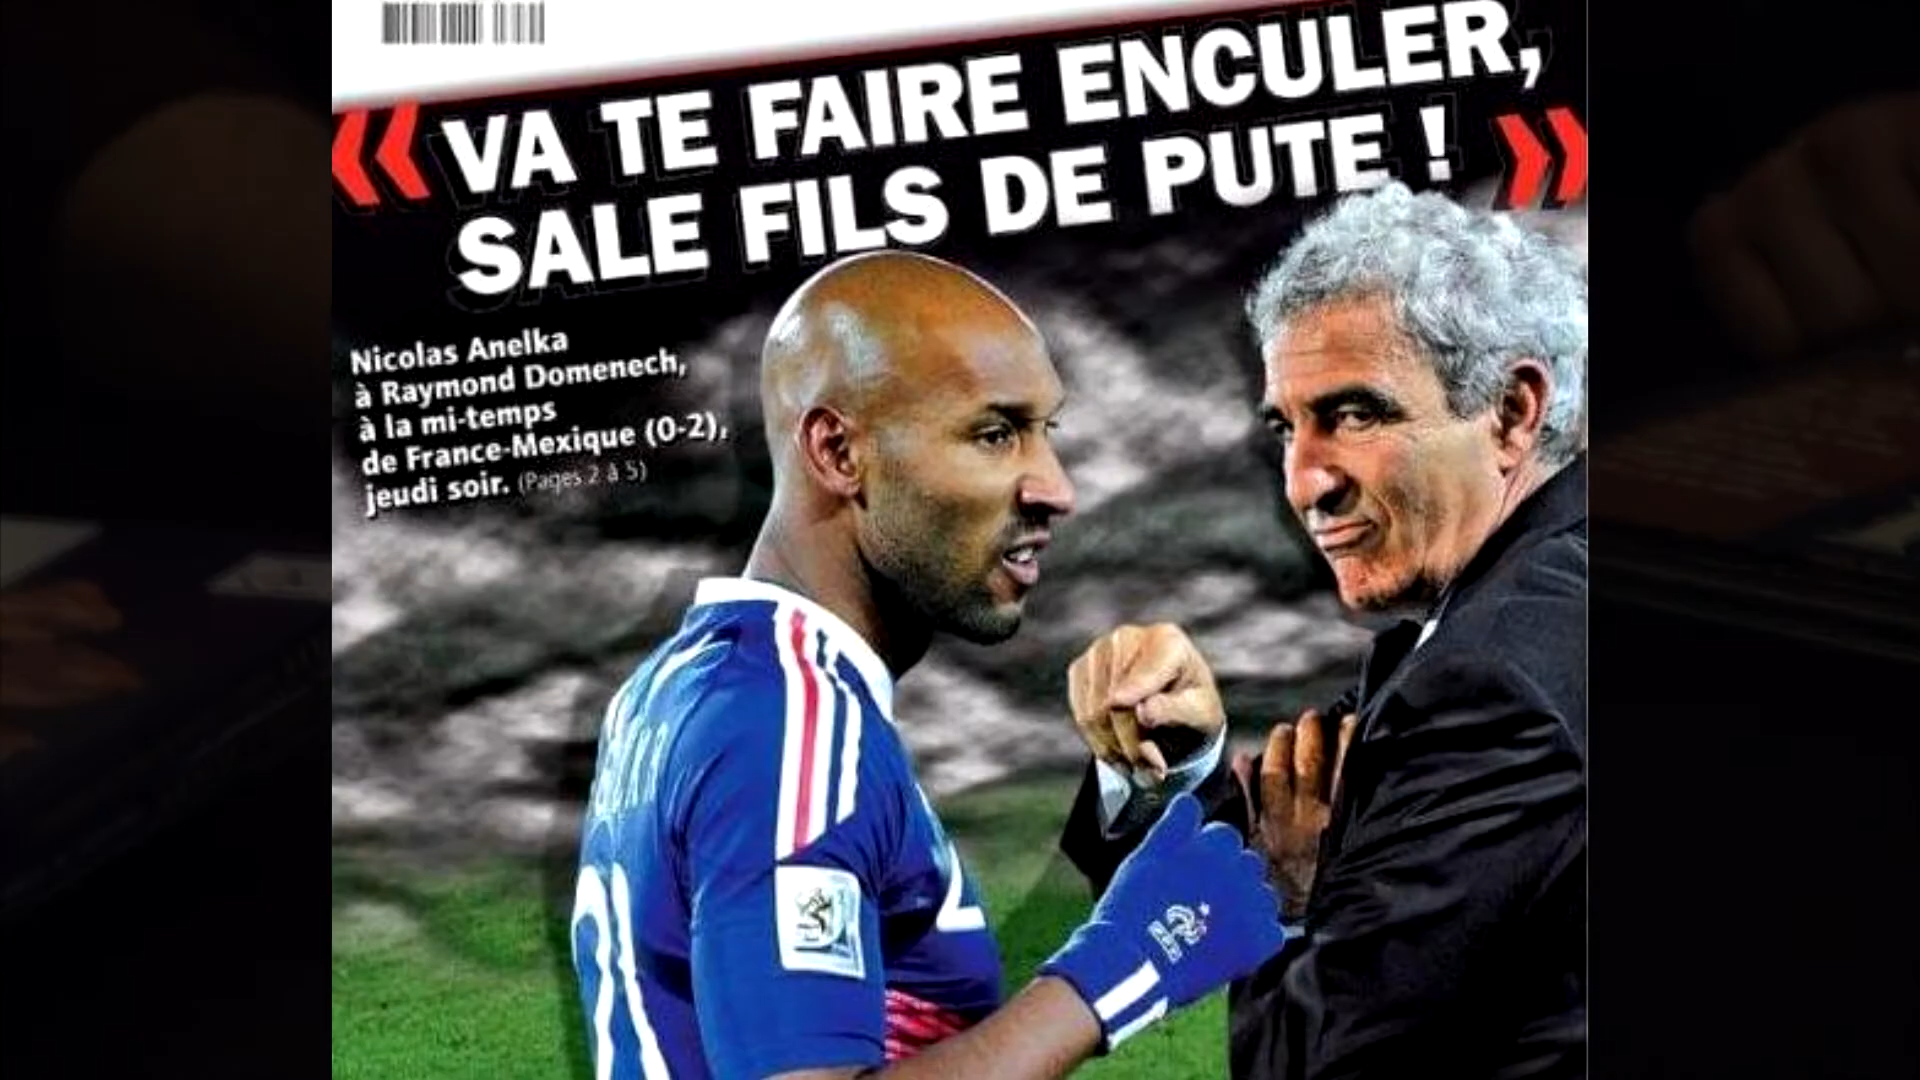 « VA TE FAIRE ENCULER,
SALE FILS DE PUTE ! »
Nicolas Anelka
à Raymond Domenech,
à la mi-temps
de France-Mexique (0-2),
jeudi soir. (Pages 2 à 5)